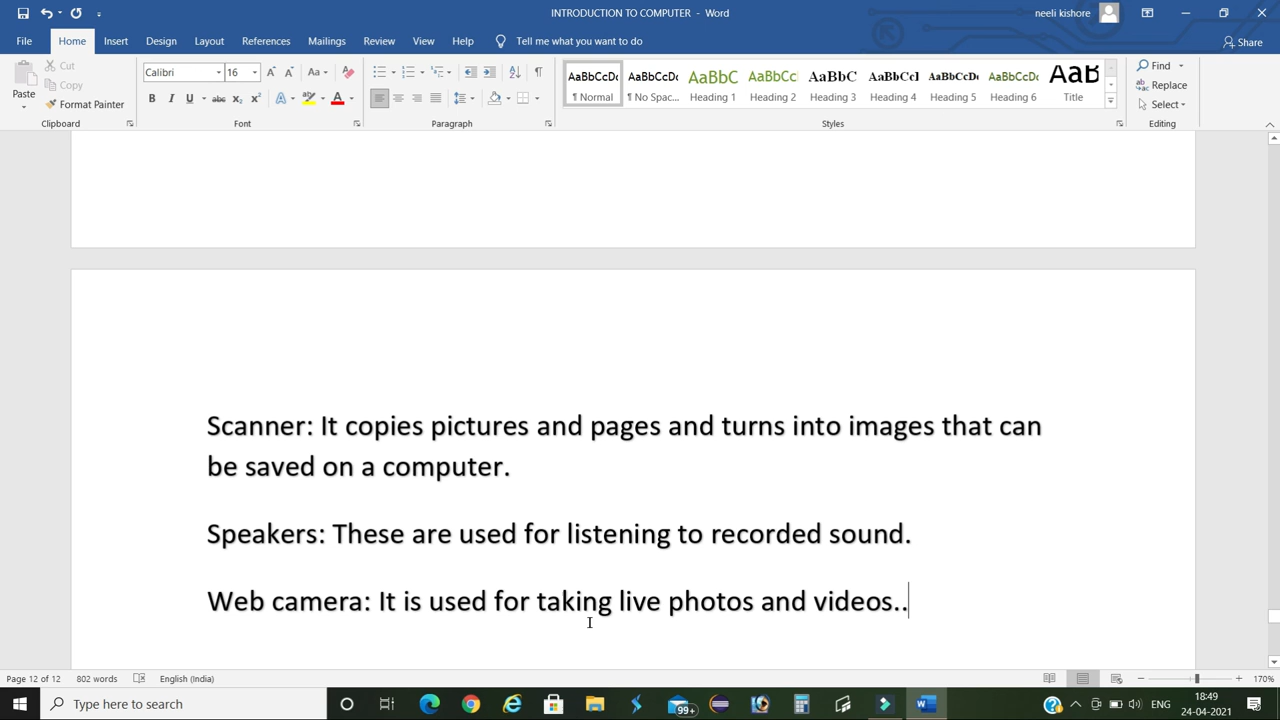 INTRODUCTION TO COMPUTER - Word
neeli kishore
File Home Insert Design Layout References Mailings Review View Help Tell me what you want to do Share
Paste Cut Copy Format Painter
Calibri 16 Aa
B I U abc x₂ x² A A
AaBbCcDc ¶ Normal
AaBbCcDc ¶ No Spac...
AaBbC Heading 1
AaBbCcD Heading 2
AaBbC Heading 3
AaBbCcI Heading 4
AaBbCcD Heading 5
AaBbCcD Heading 6
AaB Title
Find
Replace
Select
Clipboard Font Paragraph Styles Editing
Scanner: It copies pictures and pages and turns into images that can
be saved on a computer.
Speakers: These are used for listening to recorded sound.
Web camera: It is used for taking live photos and videos..
Page 12 of 12 802 words English (India) 170%
Type here to search 99+ ENG 18:49
24-04-2021